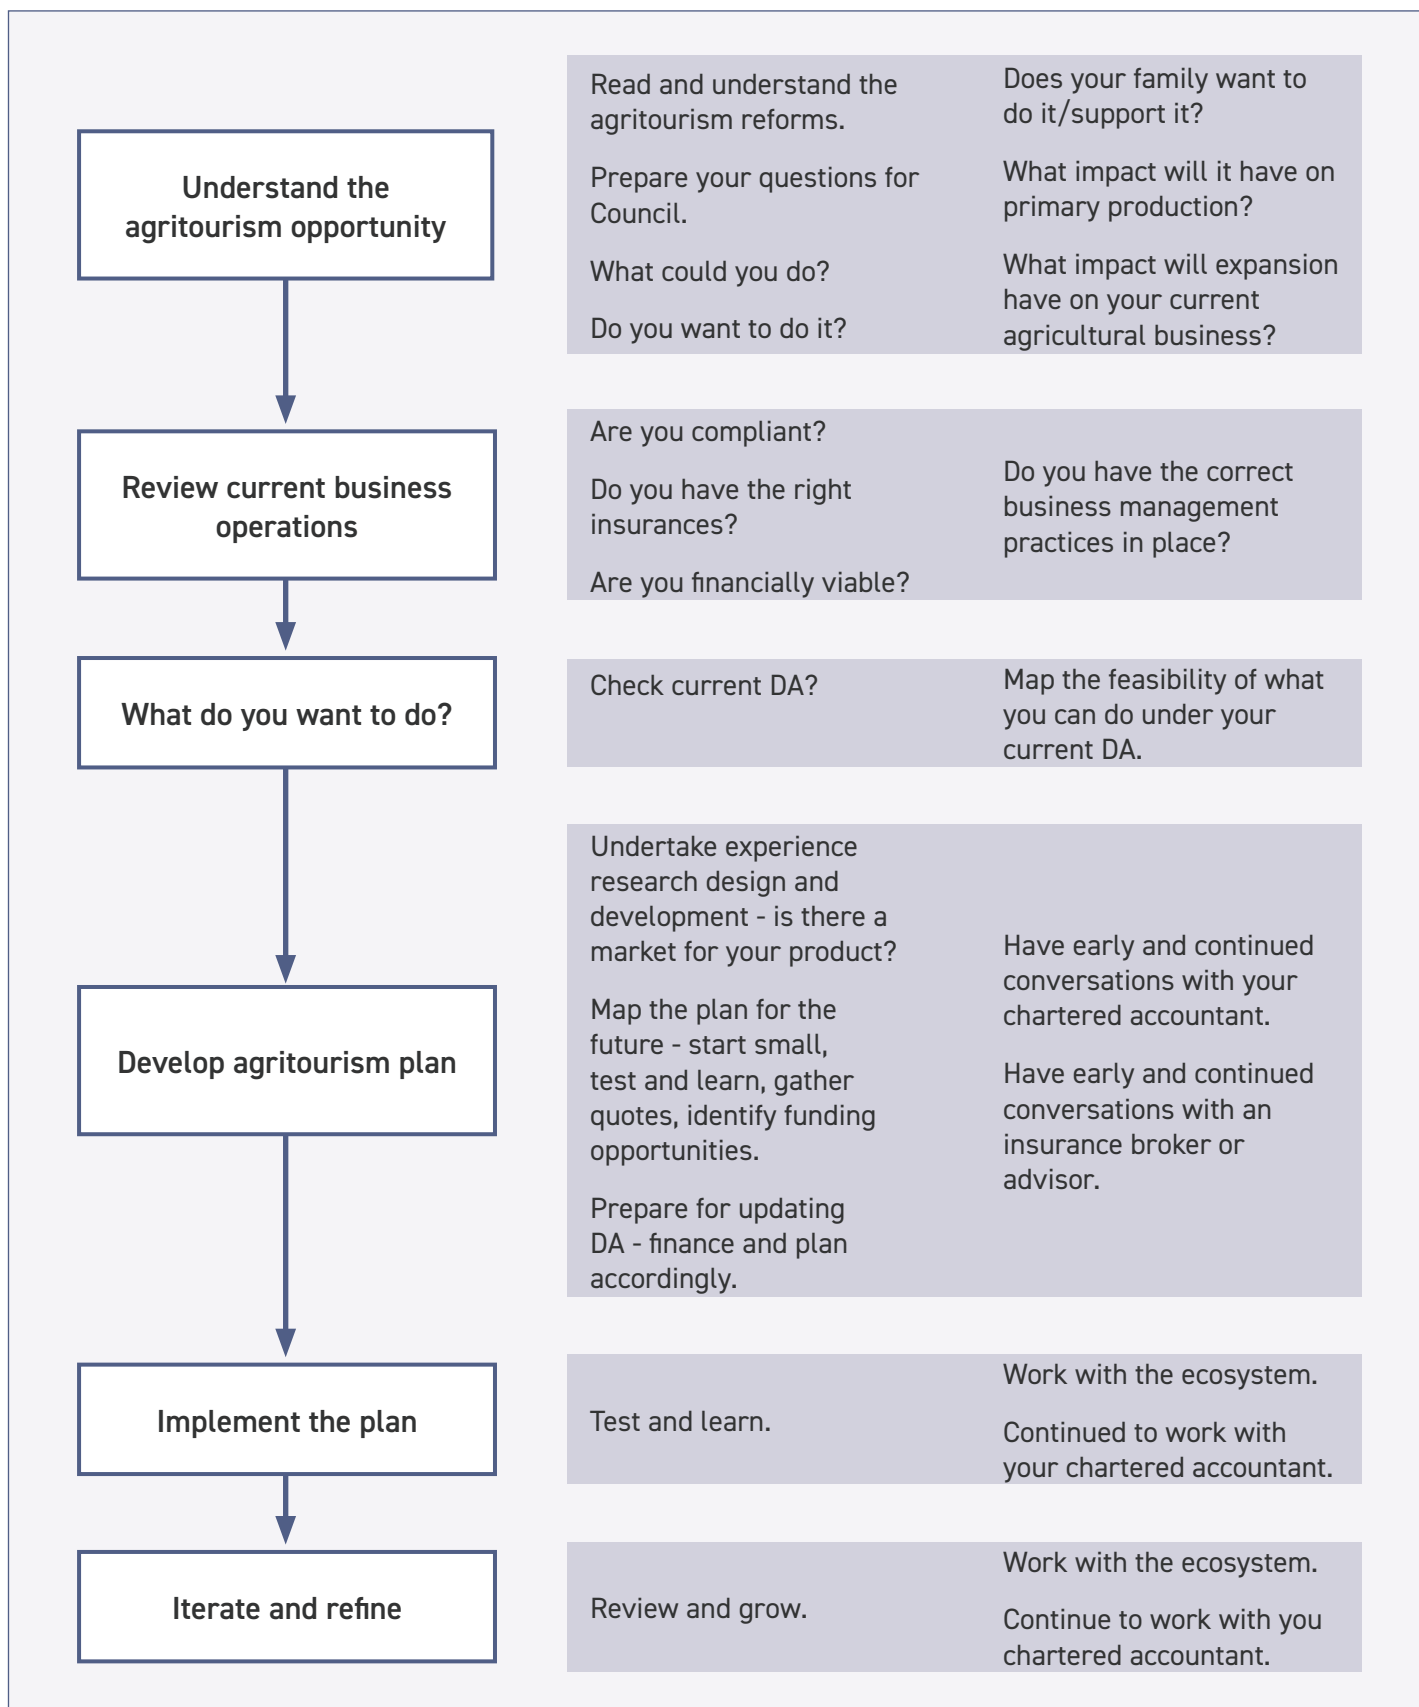 Understand the
agritourism opportunity
Read and understand the
agritourism reforms.
Prepare your questions for
Council.
What could you do?
Do you want to do it?
Does your family want to
do it/support it?
What impact will it have on
primary production?
What impact will expansion
have on your current
agricultural business?
Review current business
operations
Are you compliant?
Do you have the right
insurances?
Are you financially viable?
Do you have the correct
business management
practices in place?
What do you want to do?
Check current DA?
Map the feasibility of what
you can do under your
current DA.
Develop agritourism plan
Undertake experience
research design and
development - is there a
market for your product?
Map the plan for the
future - start small,
test and learn, gather
quotes, identify funding
opportunities.
Prepare for updating
DA - finance and plan
accordingly.
Have early and continued
conversations with your
chartered accountant.
Have early and continued
conversations with an
insurance broker or
advisor.
Implement the plan
Test and learn.
Work with the ecosystem.
Continued to work with
your chartered accountant.
Iterate and refine
Review and grow.
Work with the ecosystem.
Continue to work with you
chartered accountant.